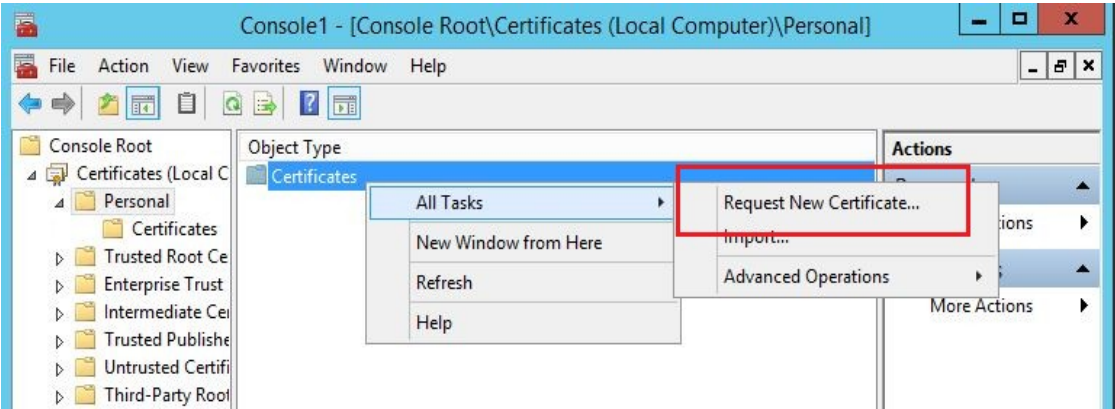 Console1 - [Console Root\Certificates (Local Computer)\Personal]
File Action View Favorites Window Help
Console Root
Certificates (Local C
Personal
Certificates
Trusted Root Ce
Enterprise Trust
Intermediate Cer
Trusted Publishe
Untrusted Certifi
Third-Party Root
Object Type
Certificates
All Tasks
New Window from Here
Refresh
Help
Request New Certificate...
Import...
Advanced Operations
Actions
tions
More Actions